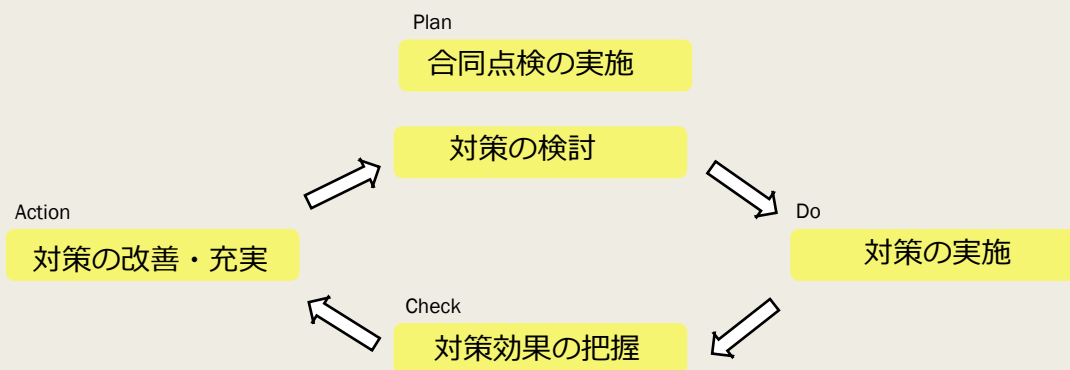 Plan
合同点検の実施
対策の検討
Action
対策の改善・充実
Do
対策の実施
Check
対策効果の把握